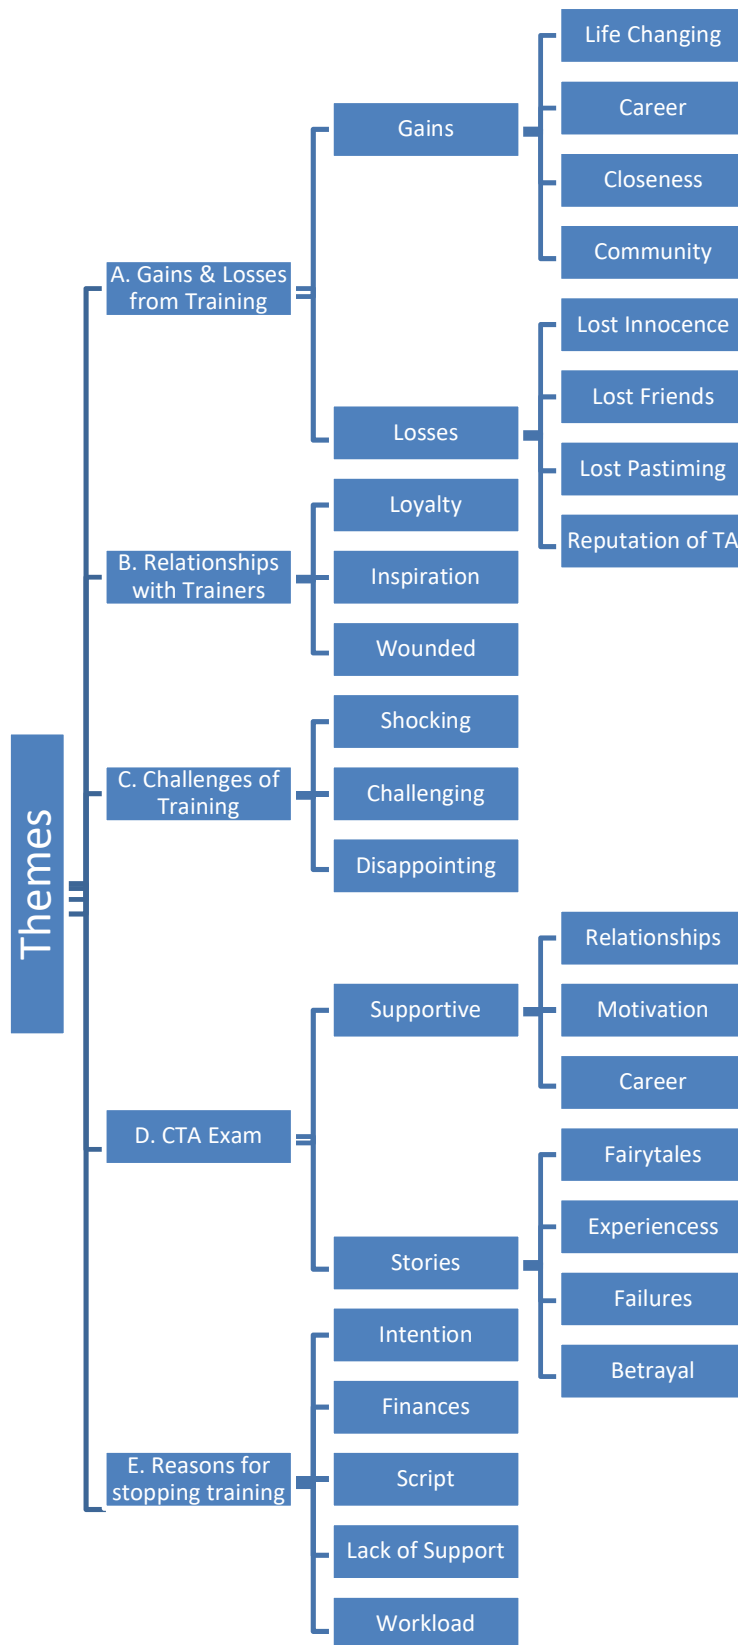 Themes
A. Gains & Losses
from Training
Gains
Life Changing
Career
Closeness
Community
Losses
Lost Innocence
Lost Friends
Lost Pastiming
Reputation of TA
B. Relationships
with Trainers
Loyalty
Inspiration
Wounded
C. Challenges of
Training
Shocking
Challenging
Disappointing
D. CTA Exam
Supportive
Relationships
Motivation
Career
Stories
Fairytales
Experiencess
Failures
Betrayal
E. Reasons for
stopping training
Intention
Finances
Script
Lack of Support
Workload